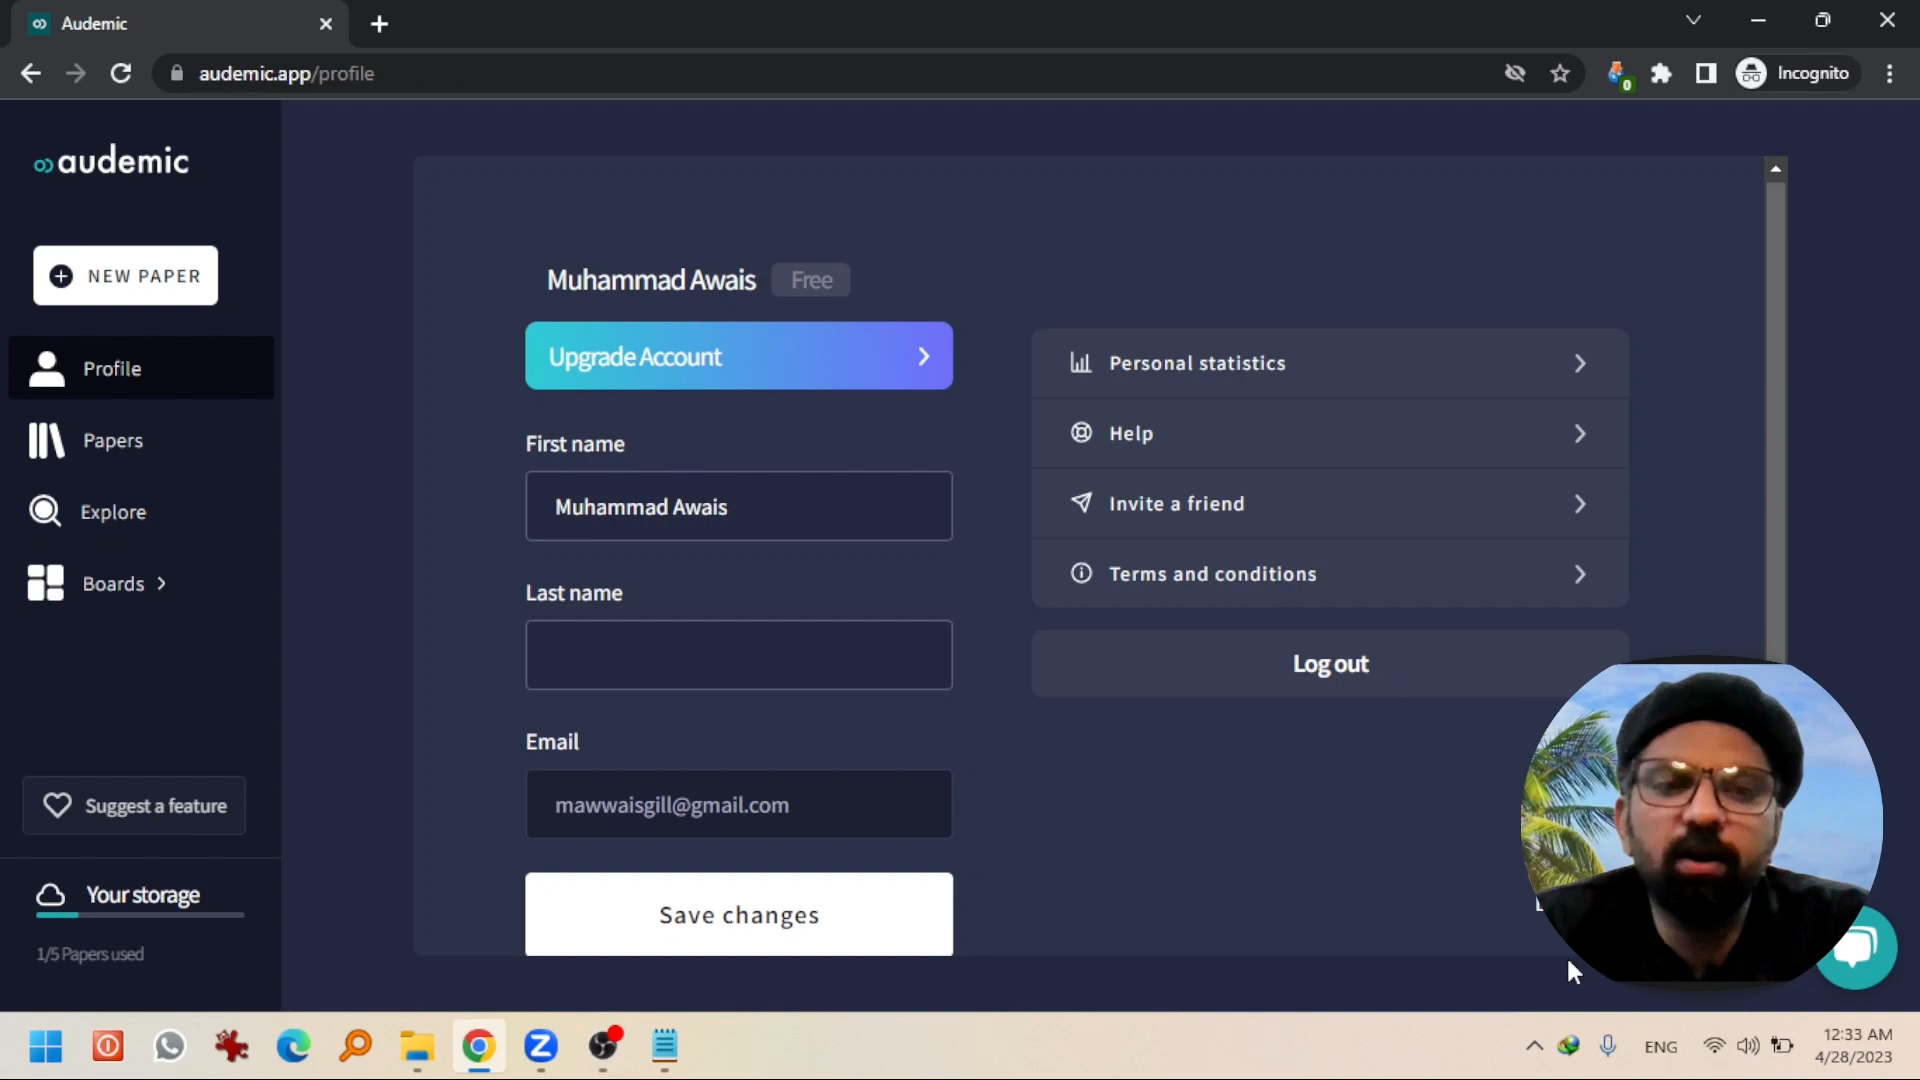 Audemic
audemic.app/profile
0
Incognito
audemic
NEW PAPER
Profile
Papers
Explore
Boards
Suggest a feature
Your storage
1/5 Papers used
Muhammad Awais
Free
Upgrade Account
First name
Muhammad Awais
Last name
Email
mawwaisgill@gmail.com
Save changes
Personal statistics
Help
Invite a friend
Terms and conditions
Log out
ENG
12:33 AM
4/28/2023